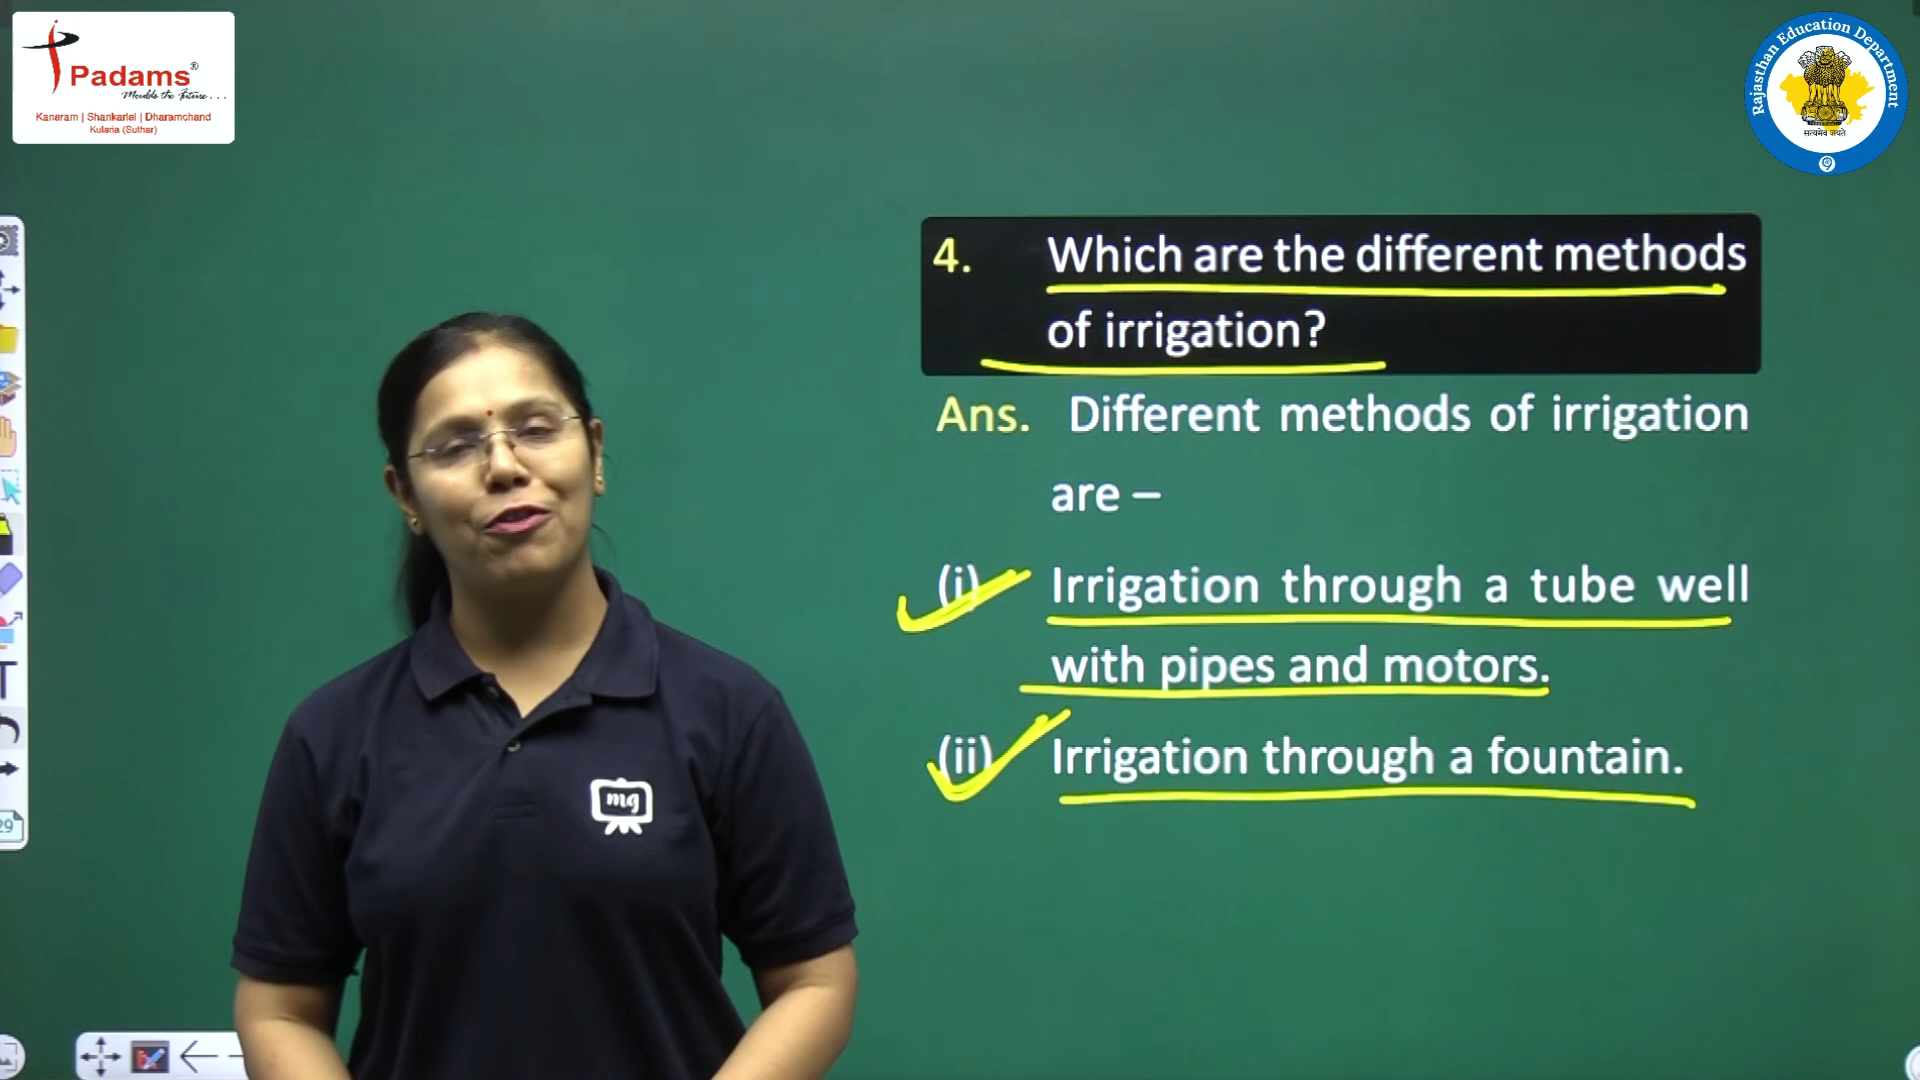 Padams®
Moulds the Future...
Kanaram | Shankarlal | Dharamchand
Kularia (Suthar)
Rajasthan Education Department
सत्यमेव जयते
4. Which are the different methods
of irrigation?
Ans. Different methods of irrigation
are –
(i) Irrigation through a tube well
with pipes and motors.
(ii) Irrigation through a fountain.
mg
T
29